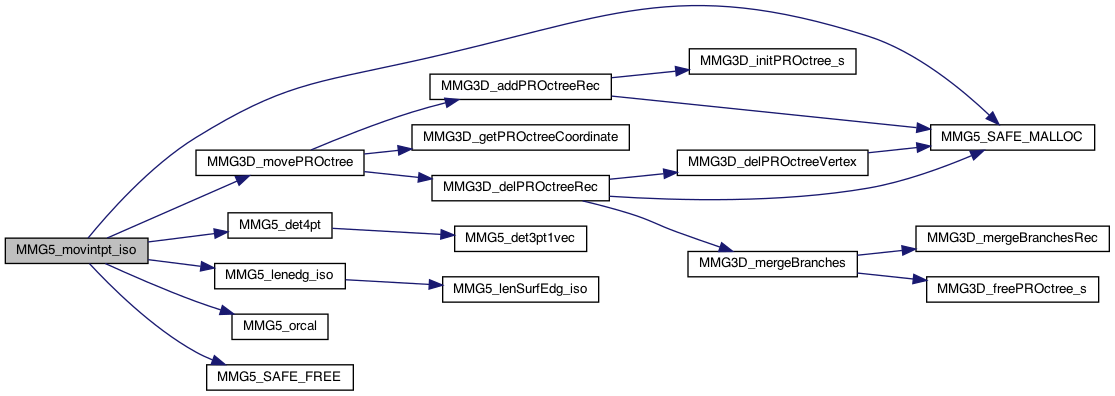 MMG3D_initPROctree_s
MMG3D_addPROctreeRec
MMG3D_getPROctreeCoordinate
MMG5_SAFE_MALLOC
MMG3D_movePROctree
MMG3D_delPROctreeVertex
MMG3D_delPROctreeRec
MMG5_det4pt
MMG5_det3pt1vec
MMG3D_mergeBranchesRec
MMG5_movintpt_iso
MMG3D_mergeBranches
MMG5_lenedg_iso
MMG5_lenSurfEdg_iso
MMG3D_freePROctree_s
MMG5_orcal
MMG5_SAFE_FREE